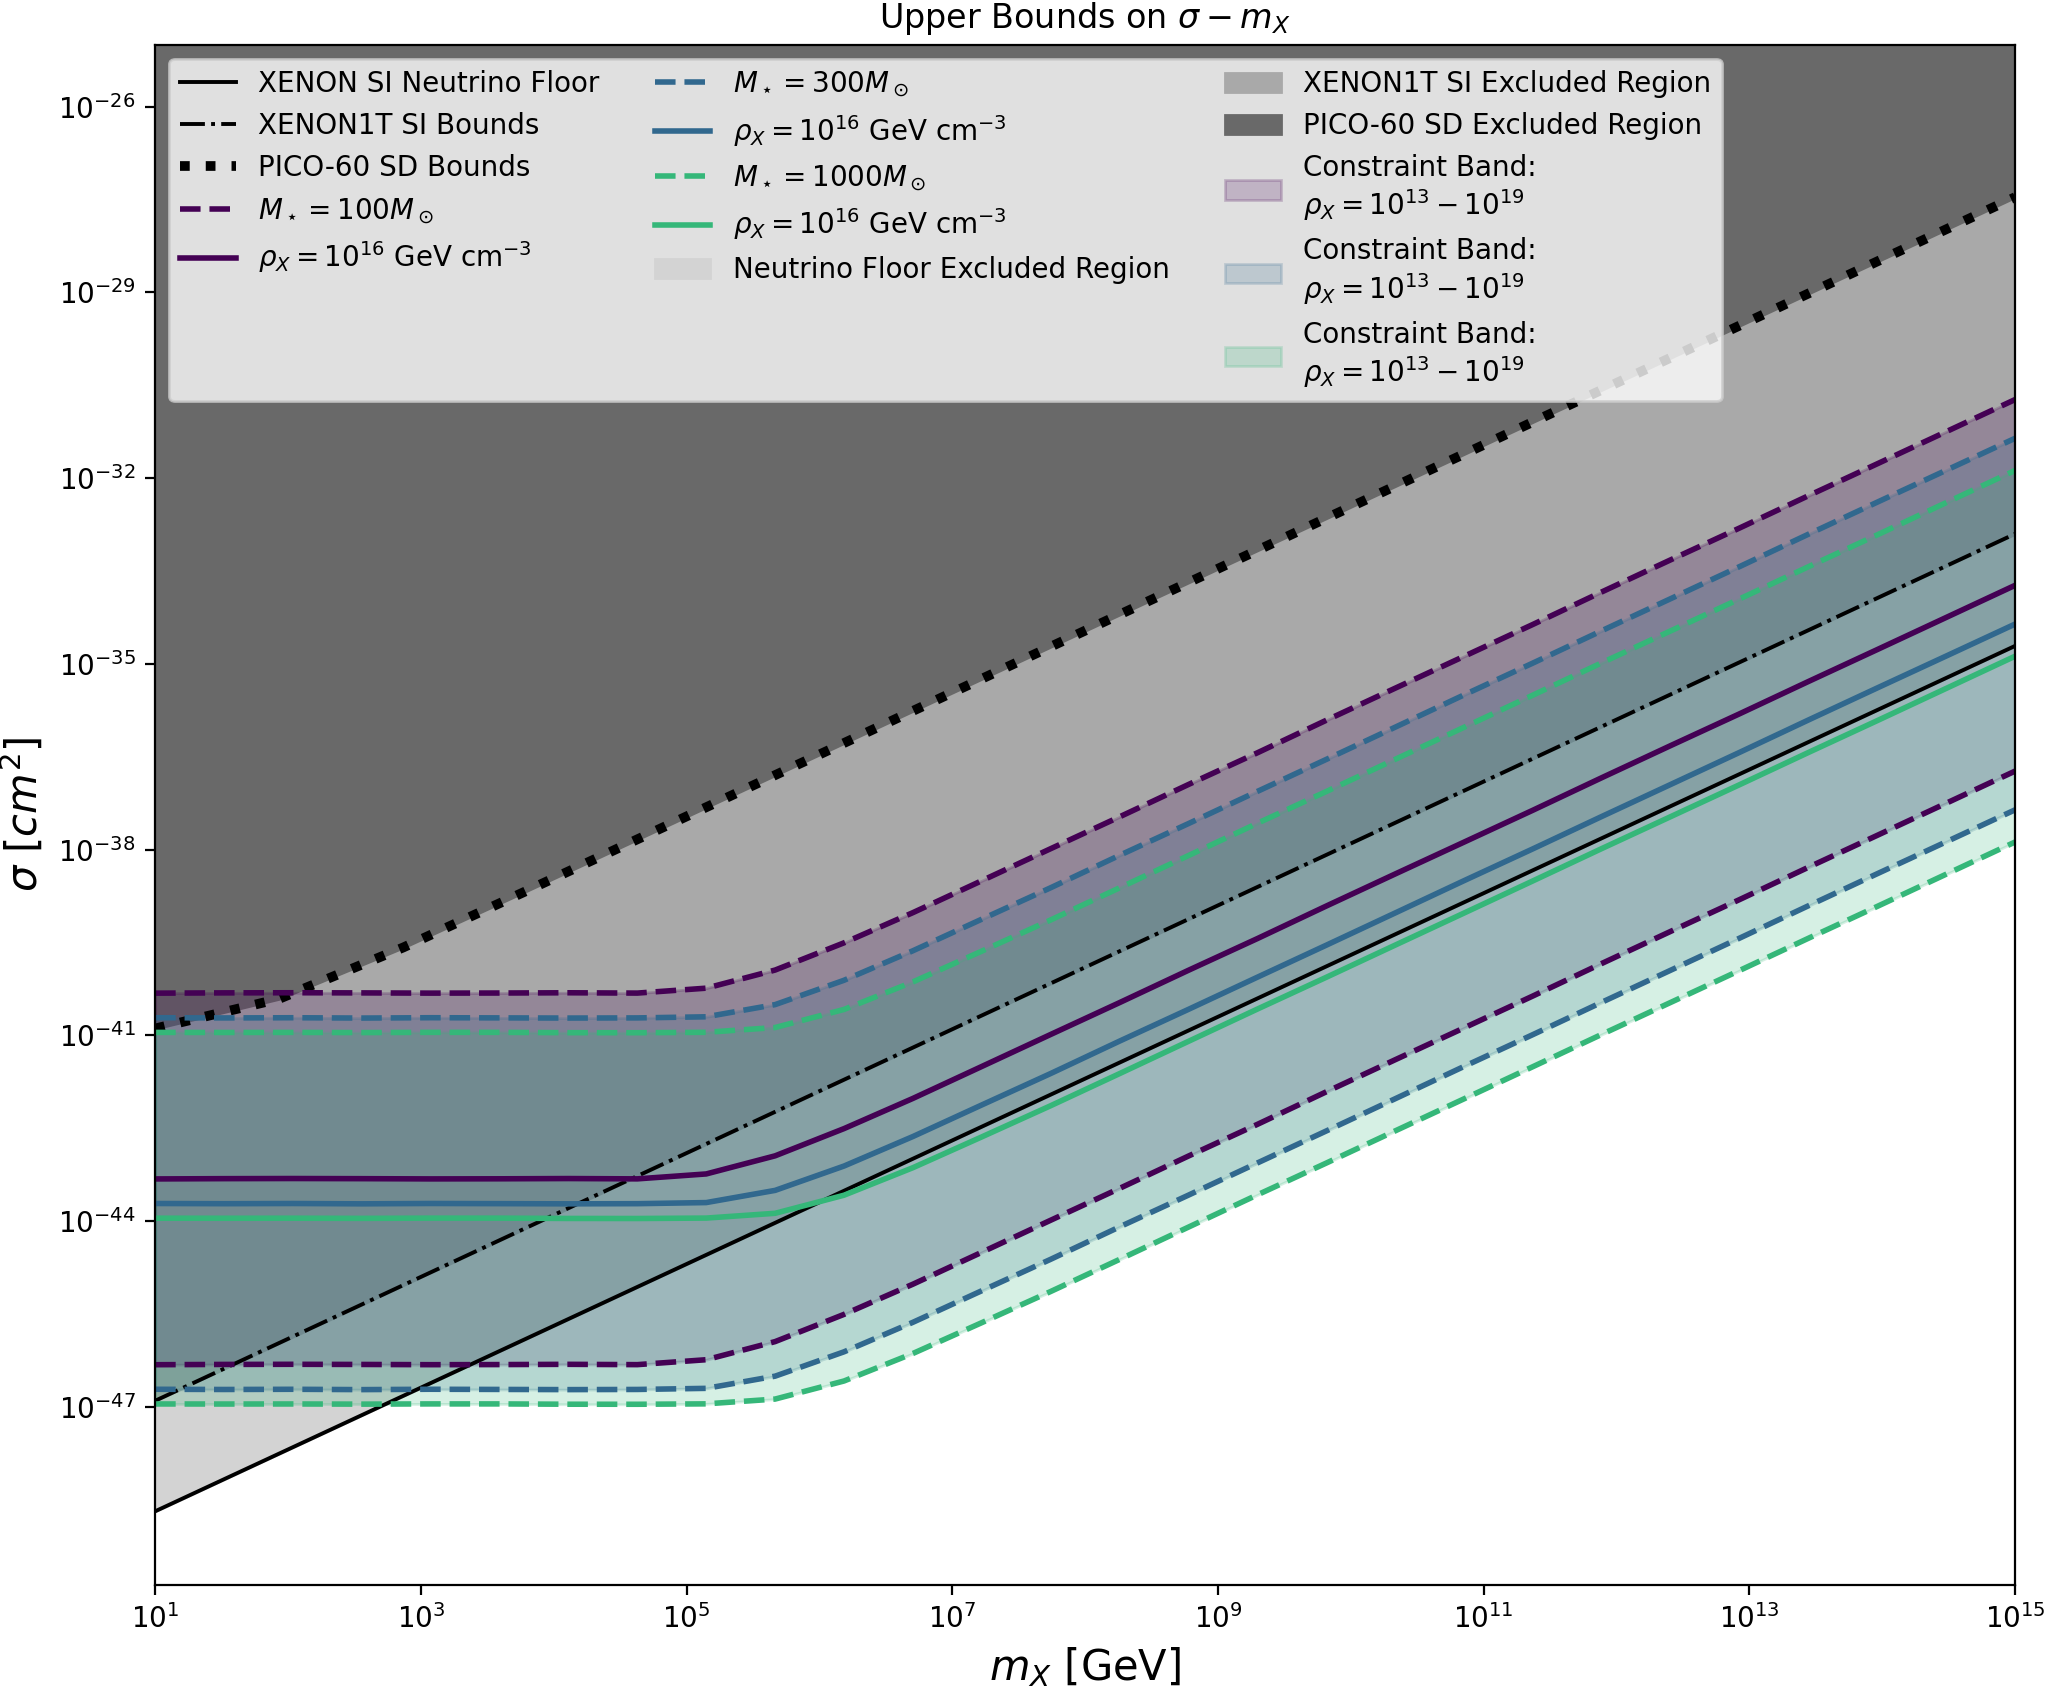 Upper Bounds on σ − m_X
XENON SI Neutrino Floor
XENON1T SI Bounds
PICO-60 SD Bounds
M⋆ = 100M⊙
ρ_X = 10^16 GeV cm^−3
M⋆ = 300M⊙
ρ_X = 10^16 GeV cm^−3
M⋆ = 1000M⊙
ρ_X = 10^16 GeV cm^−3
Neutrino Floor Excluded Region
XENON1T SI Excluded Region
PICO-60 SD Excluded Region
Constraint Band:
ρ_X = 10^13 − 10^19
Constraint Band:
ρ_X = 10^13 − 10^19
Constraint Band:
ρ_X = 10^13 − 10^19
10^−26
10^−29
10^−32
10^−35
10^−38
10^−41
10^−44
10^−47
σ [cm^2]
10^1 10^3 10^5 10^7 10^9 10^11 10^13 10^15
m_X [GeV]